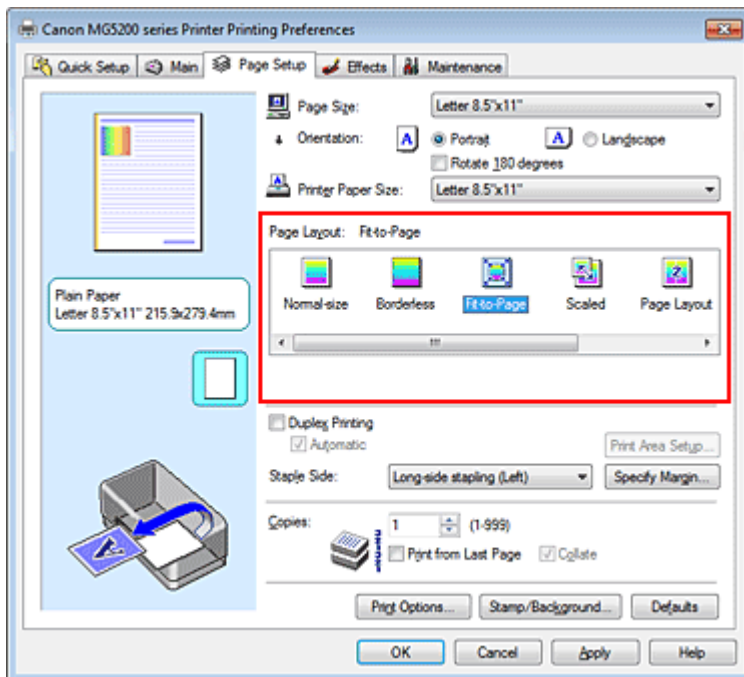 Canon MG5200 series Printer Printing Preferences
Quick Setup Main Page Setup Effects Maintenance
Page Size: Letter 8.5"x11"
Orientation: A Portrait A Landscape
Rotate 180 degrees
Printer Paper Size: Letter 8.5"x11"
Page Layout: Fit-to-Page
Normal-size Borderless Fit-to-Page Scaled Page Layout
Plain Paper
Letter 8.5"x11" 215.9x279.4mm
Duplex Printing
Automatic Print Area Setup...
Staple Side: Long-side stapling (Left) Specify Margin...
Copies: 1 (1-999)
Print from Last Page Collate
Print Options... Stamp/Background... Defaults
OK Cancel Apply Help